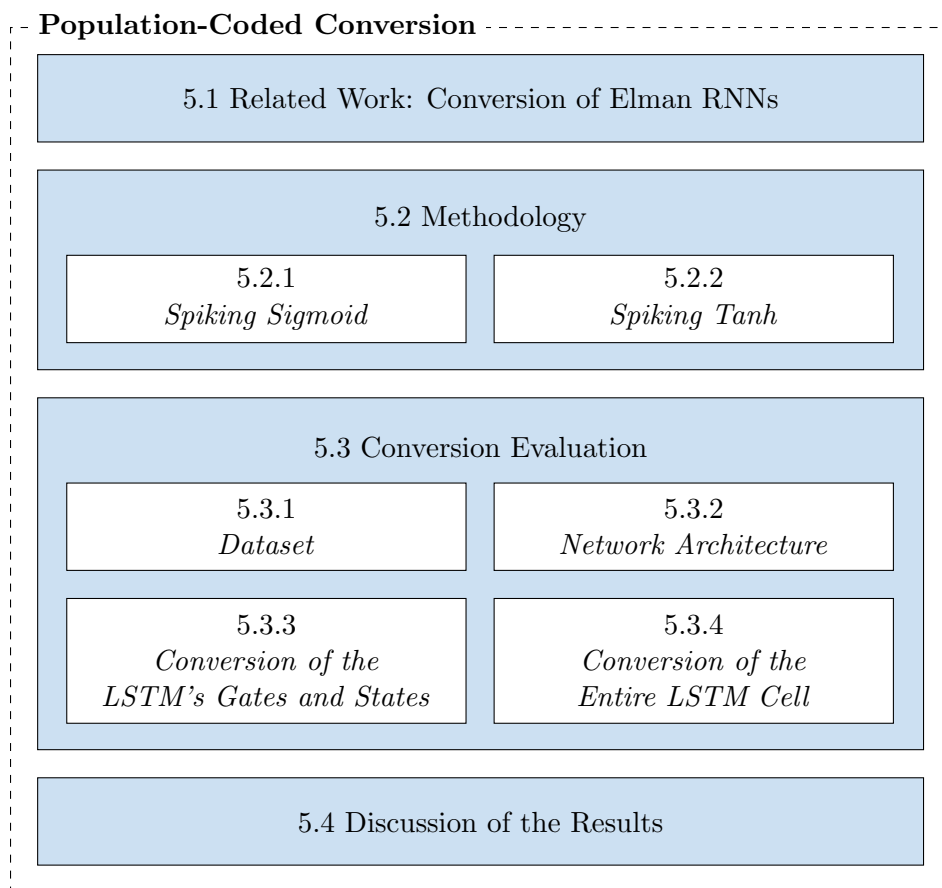 Population-Coded Conversion
5.1 Related Work: Conversion of Elman RNNs
5.2 Methodology
5.2.1
Spiking Sigmoid
5.2.2
Spiking Tanh
5.3 Conversion Evaluation
5.3.1
Dataset
5.3.2
Network Architecture
5.3.3
Conversion of the
LSTM's Gates and States
5.3.4
Conversion of the
Entire LSTM Cell
5.4 Discussion of the Results